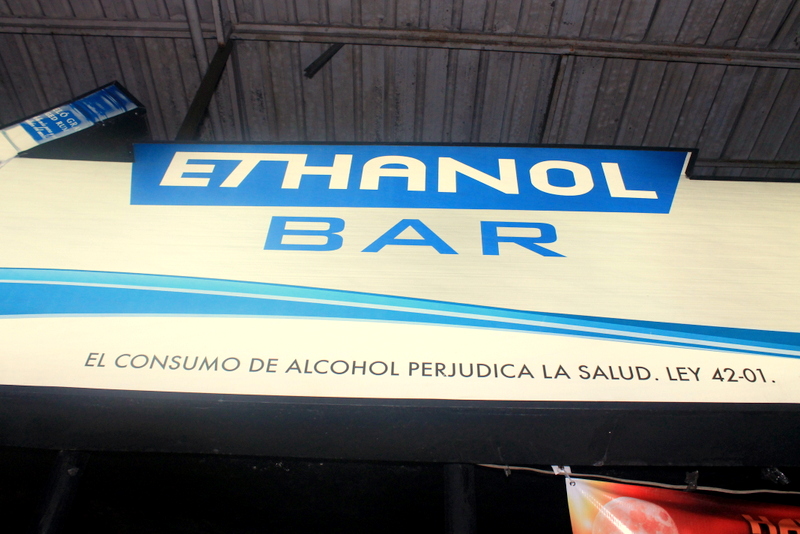 ETHANOL
BAR
EL CONSUMO DE ALCOHOL PERJUDICA LA SALUD. LEY 42-01.